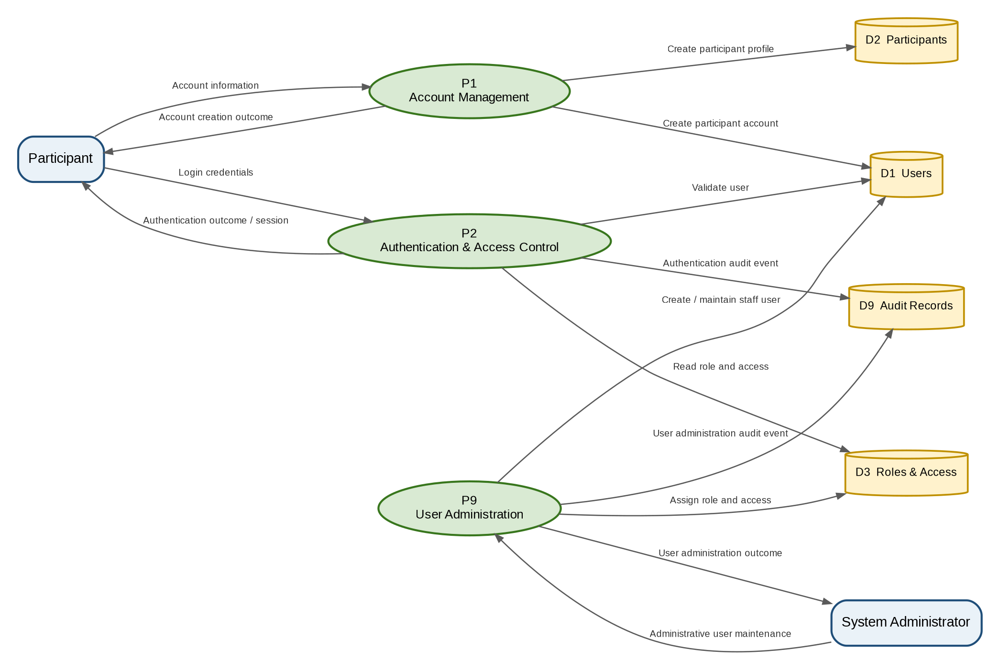 D2  Participants
Create participant profile
P1
Account Management
Account information
Account creation outcome
Create participant account
Participant
D1  Users
Login credentials
Validate user
Authentication outcome / session
P2
Authentication & Access Control
Authentication audit event
Create / maintain staff user
D9  Audit Records
Read role and access
User administration audit event
D3  Roles & Access
P9
User Administration
Assign role and access
User administration outcome
System Administrator
Administrative user maintenance